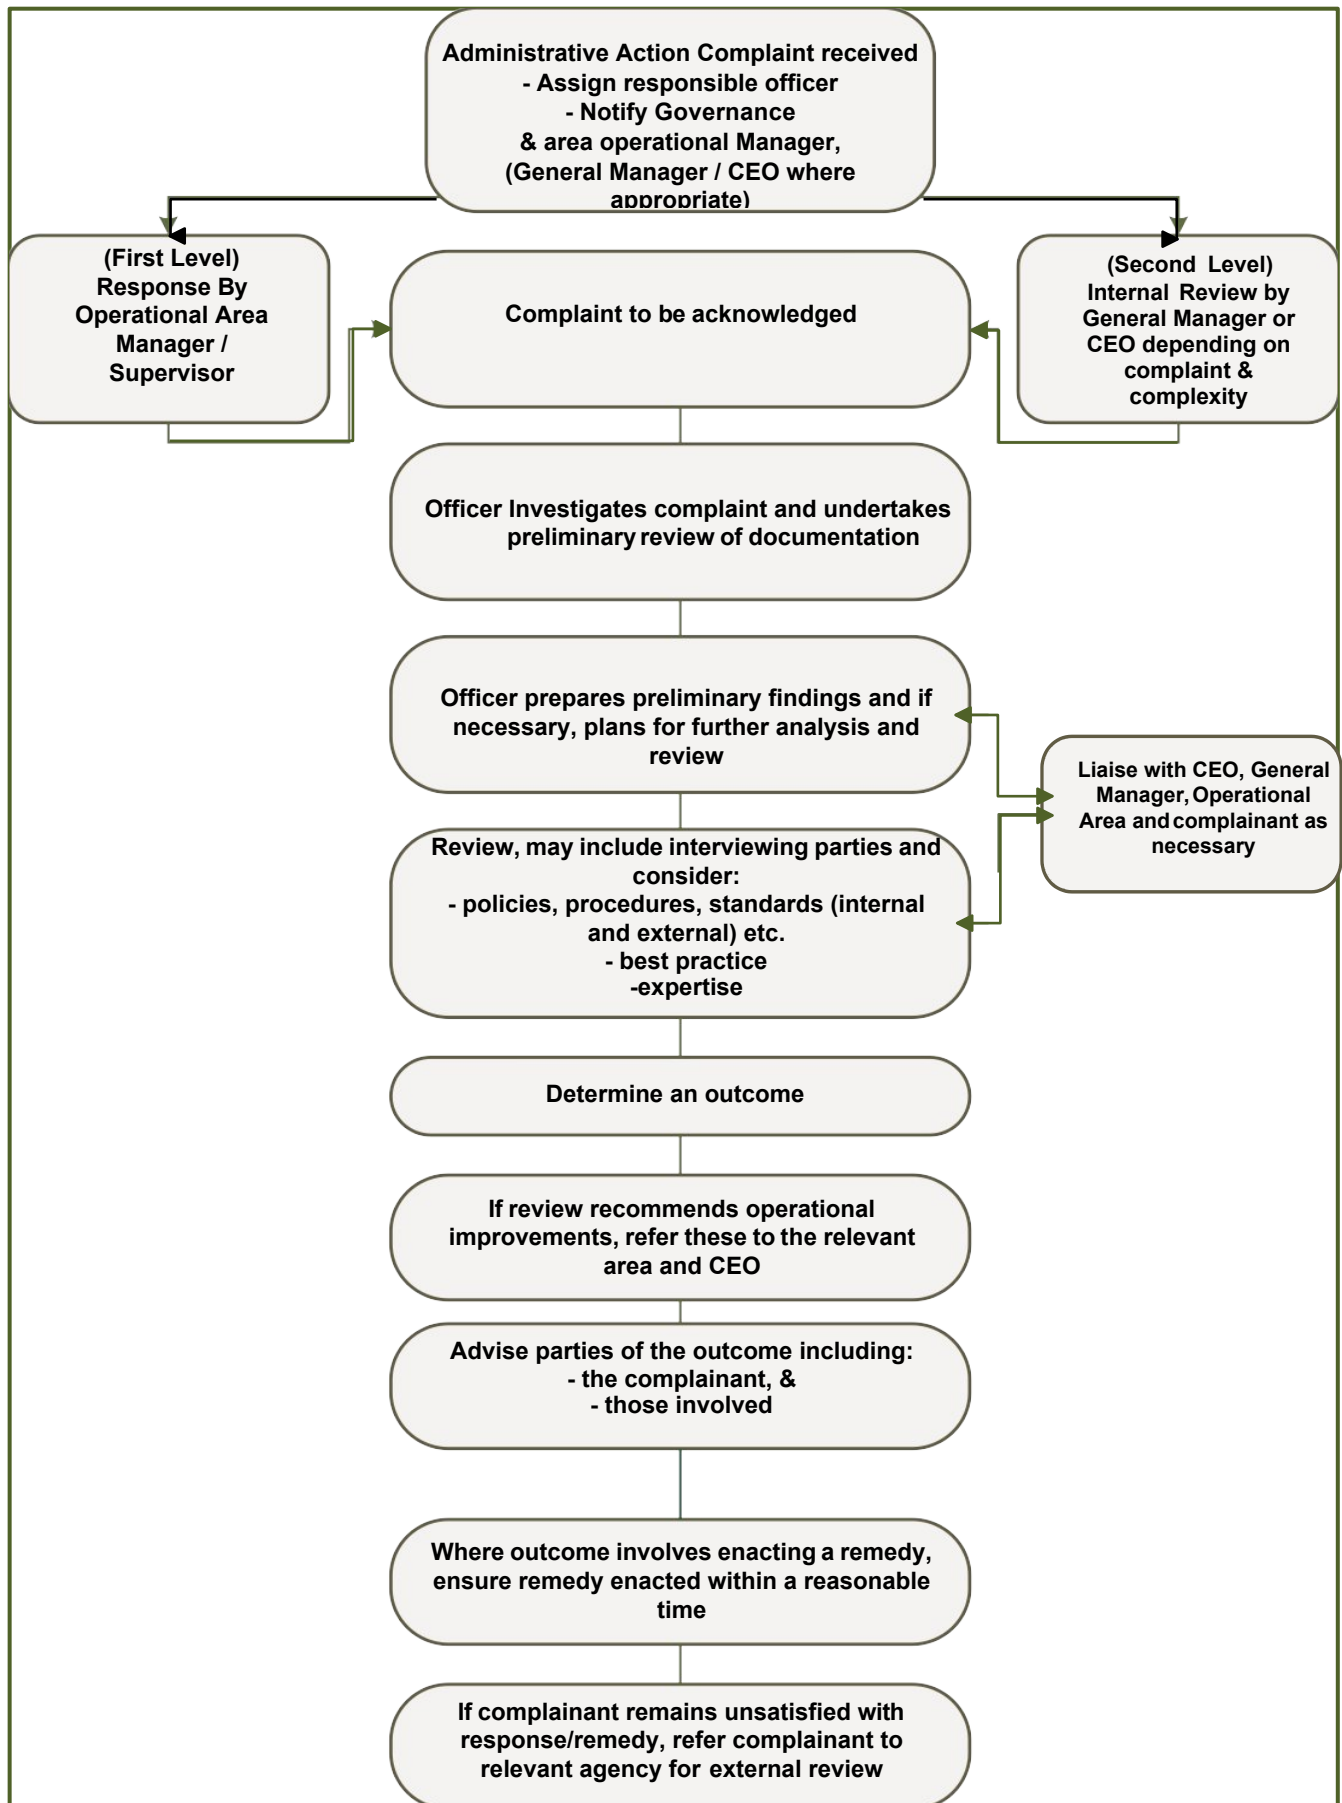 Administrative Action Complaint received
- Assign responsible officer
- Notify Governance
& area operational Manager,
(General Manager / CEO where
appropriate)
(First Level)
Response By
Operational Area
Manager /
Supervisor
Complaint to be acknowledged
(Second Level)
Internal Review by
General Manager or
CEO depending on
complaint &
complexity
Officer Investigates complaint and undertakes
preliminary review of documentation
Officer prepares preliminary findings and if
necessary, plans for further analysis and
review
Liaise with CEO, General
Manager, Operational
Area and complainant as
necessary
Review, may include interviewing parties and
consider:
- policies, procedures, standards (internal
and external) etc.
- best practice
-expertise
Determine an outcome
If review recommends operational
improvements, refer these to the relevant
area and CEO
Advise parties of the outcome including:
- the complainant, &
- those involved
Where outcome involves enacting a remedy,
ensure remedy enacted within a reasonable
time
If complainant remains unsatisfied with
response/remedy, refer complainant to
relevant agency for external review